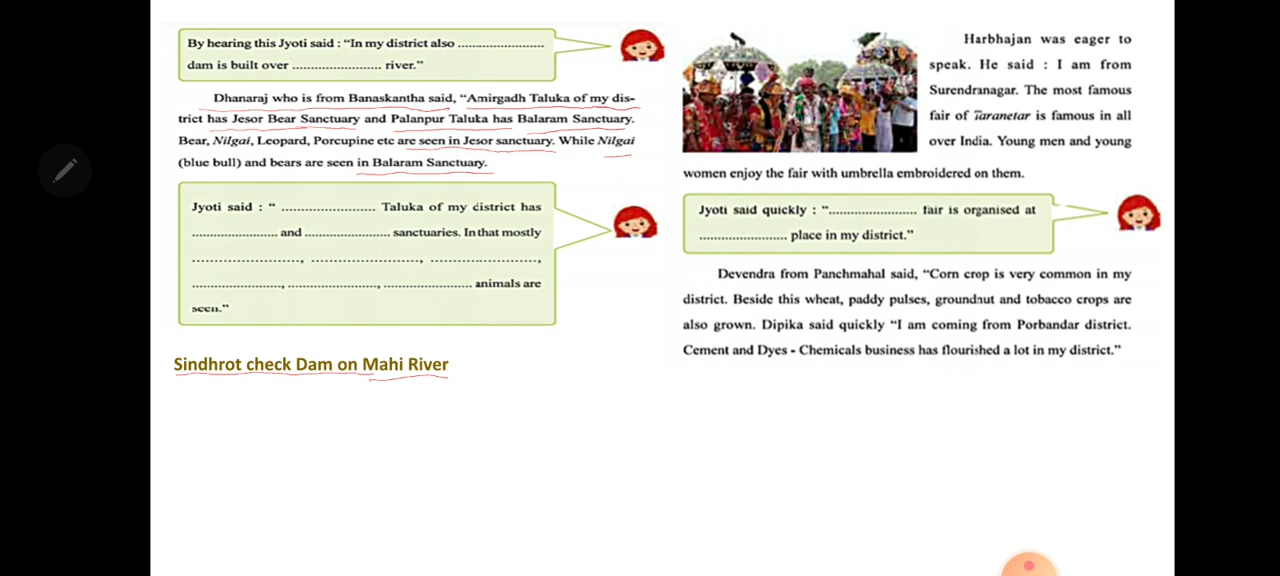 By hearing this Jyoti said : “In my district also ........................
dam is built over ........................ river.”
Dhanaraj who is from Banaskantha said, “Amirgadh Taluka of my dis-
trict has Jesor Bear Sanctuary and Palanpur Taluka has Balaram Sanctuary.
Bear, Nilgai, Leopard, Porcupine etc are seen in Jesor sanctuary. While Nilgai
(blue bull) and bears are seen in Balaram Sanctuary.
Jyoti said : “ ........................ Taluka of my district has
........................ and ........................ sanctuaries. In that mostly
............................, ............................, ............................,
........................, ........................, ........................ animals are
seen.”
Sindhrot check Dam on Mahi River
Harbhajan was eager to
speak. He said : I am from
Surendranagar. The most famous
fair of Taranetar is famous in all
over India. Young men and young
women enjoy the fair with umbrella embroidered on them.
Jyoti said quickly : “........................ fair is organised at
........................ place in my district.”
Devendra from Panchmahal said, “Corn crop is very common in my
district. Beside this wheat, paddy pulses, groundnut and tobacco crops are
also grown. Dipika said quickly “I am coming from Porbandar district.
Cement and Dyes - Chemicals business has flourished a lot in my district.”